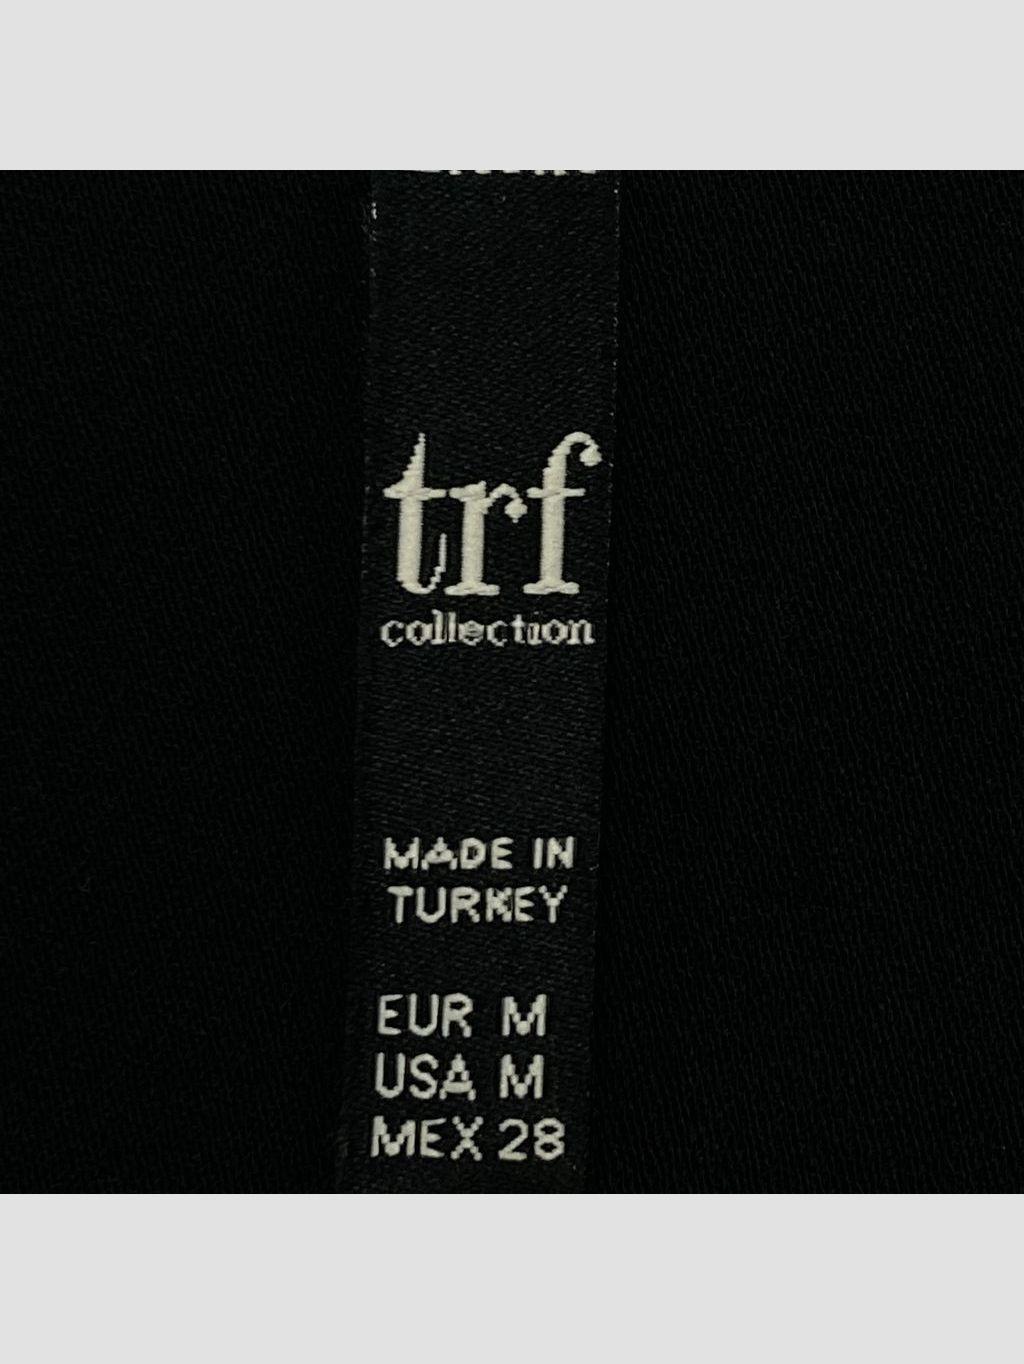 trf
collection
MADE IN
TURKEY
EUR M
USA M
MEX 28